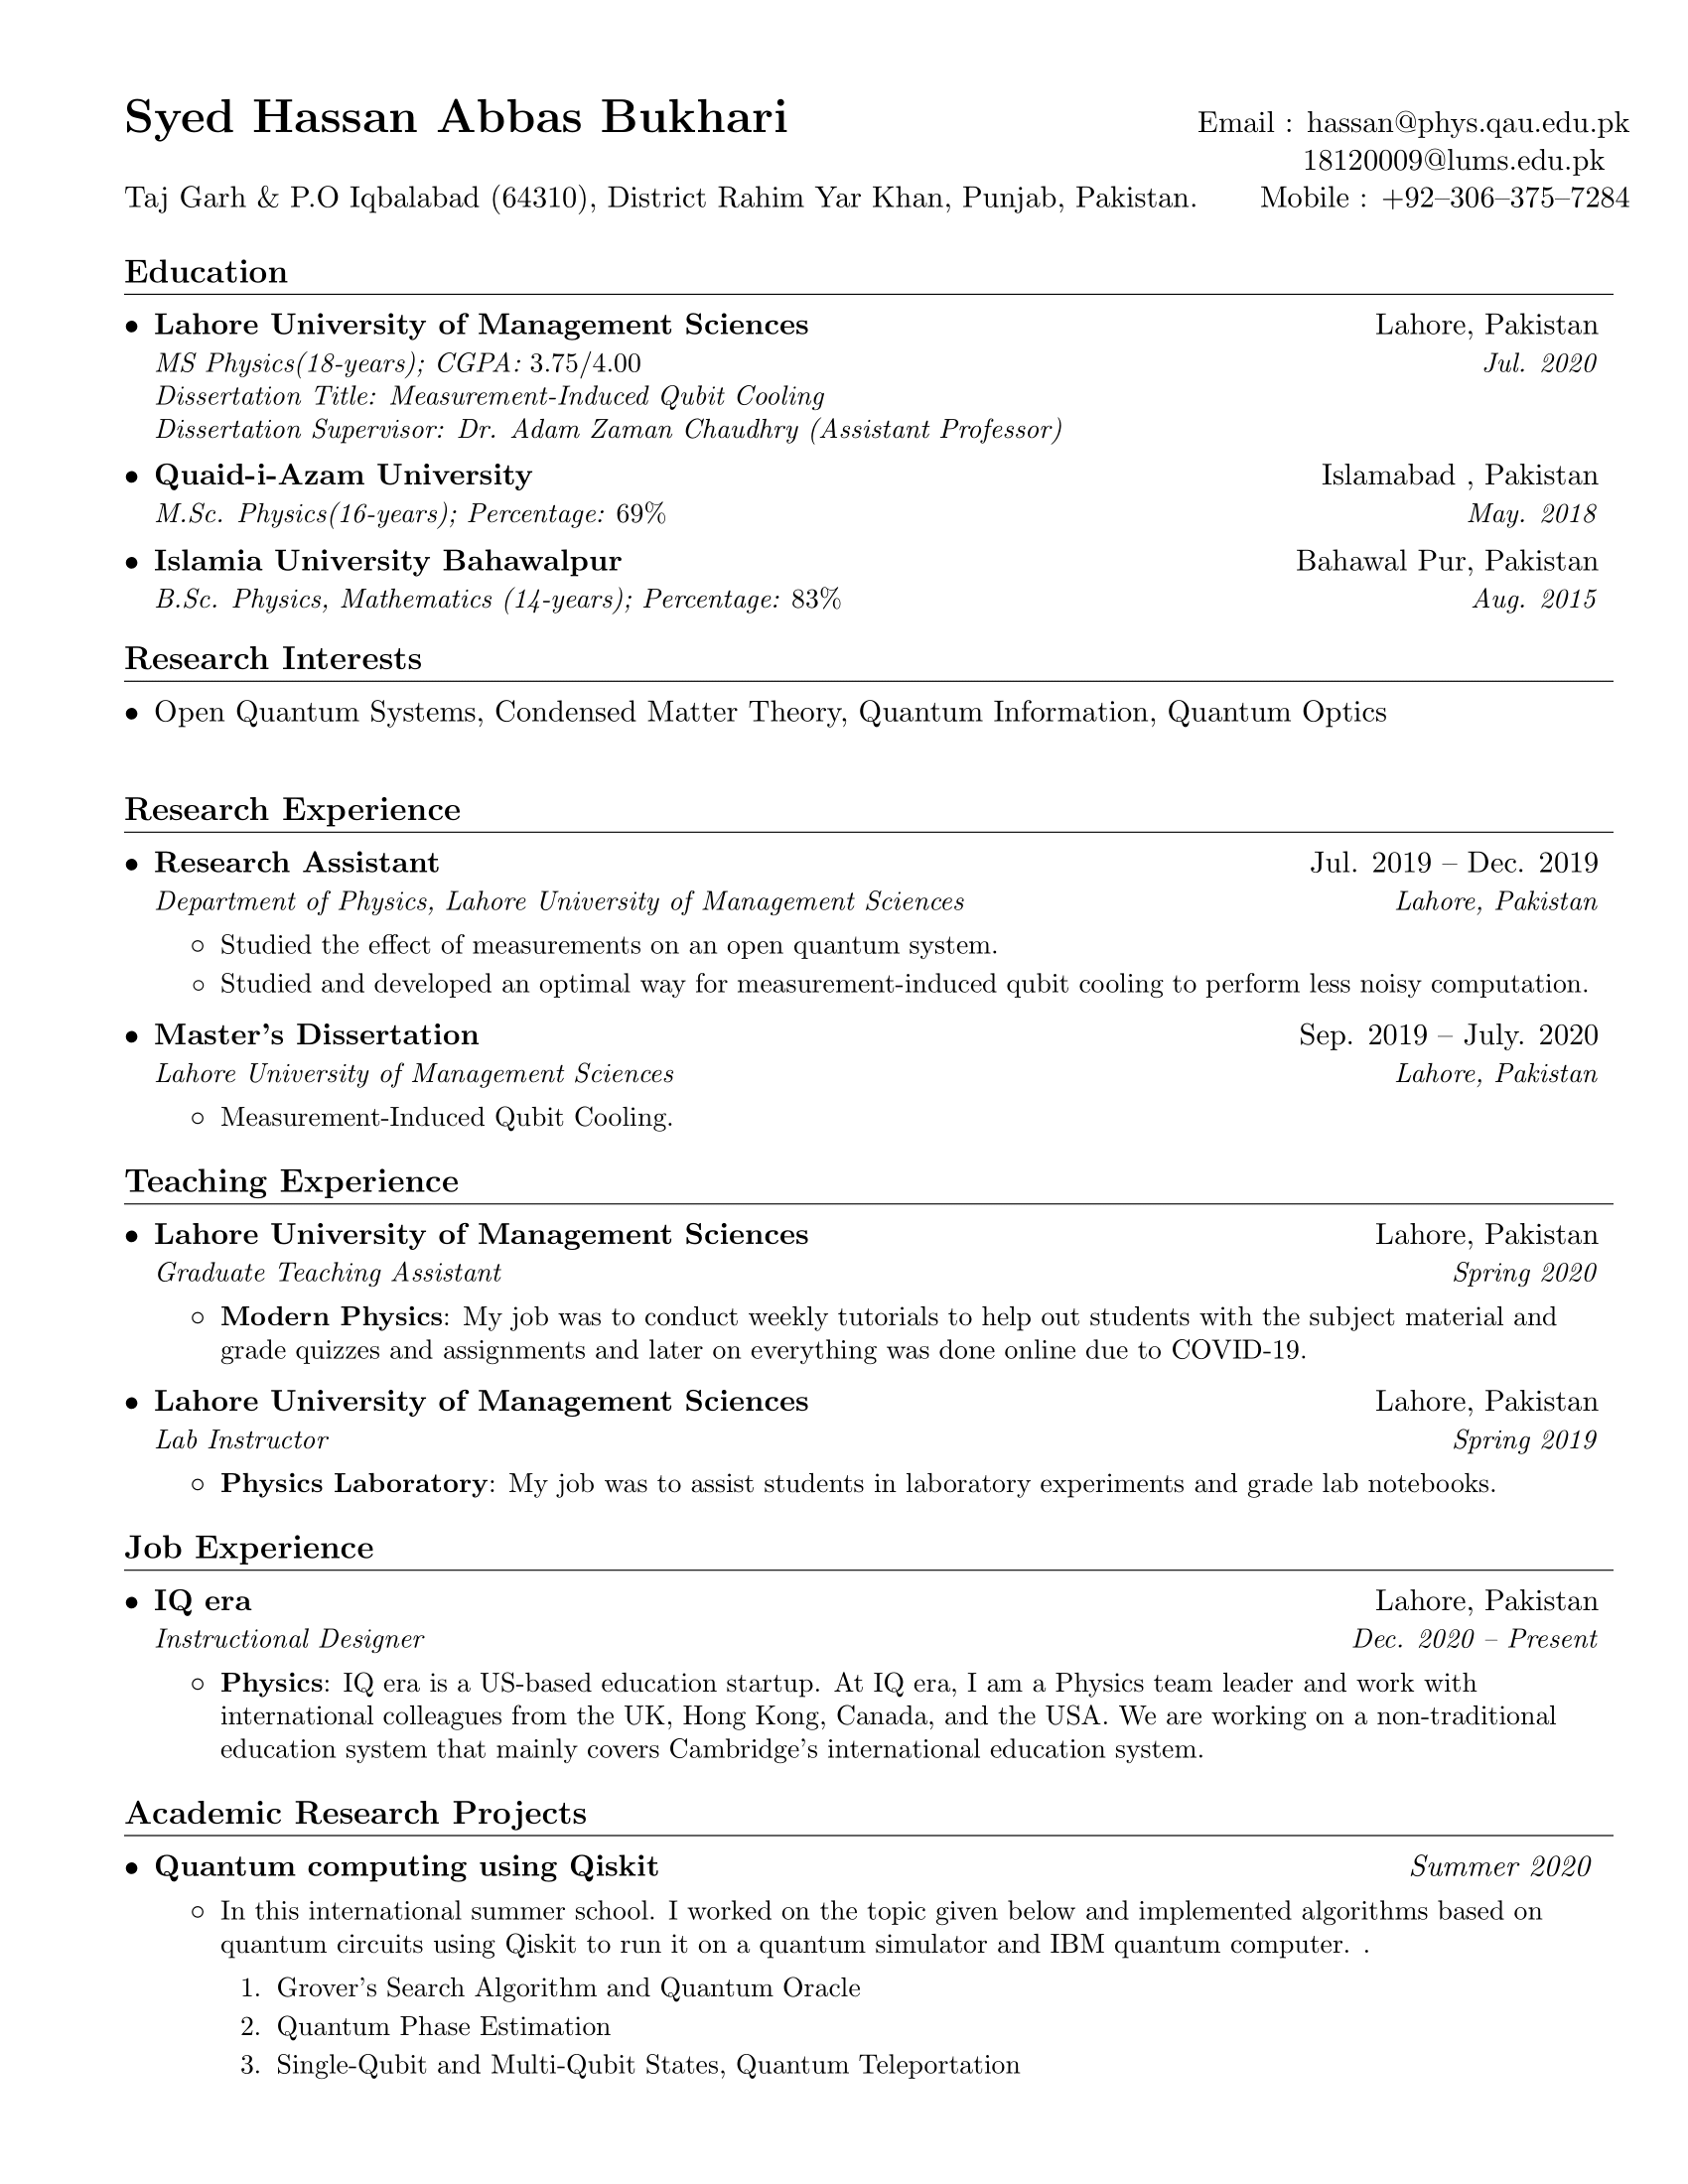 Syed Hassan Abbas Bukhari
Email : hassan@phys.qau.edu.pk
18120009@lums.edu.pk
Taj Garh & P.O Iqbalabad (64310), District Rahim Yar Khan, Punjab, Pakistan. Mobile : +92–306–375–7284
Education
• Lahore University of Management Sciences Lahore, Pakistan
MS Physics(18-years); CGPA: 3.75/4.00 Jul. 2020
Dissertation Title: Measurement-Induced Qubit Cooling
Dissertation Supervisor: Dr. Adam Zaman Chaudhry (Assistant Professor)
• Quaid-i-Azam University Islamabad , Pakistan
M.Sc. Physics(16-years); Percentage: 69% May. 2018
• Islamia University Bahawalpur Bahawal Pur, Pakistan
B.Sc. Physics, Mathematics (14-years); Percentage: 83% Aug. 2015
Research Interests
• Open Quantum Systems, Condensed Matter Theory, Quantum Information, Quantum Optics
Research Experience
• Research Assistant Jul. 2019 – Dec. 2019
Department of Physics, Lahore University of Management Sciences Lahore, Pakistan
◦ Studied the effect of measurements on an open quantum system.
◦ Studied and developed an optimal way for measurement-induced qubit cooling to perform less noisy computation.
• Master's Dissertation Sep. 2019 – July. 2020
Lahore University of Management Sciences Lahore, Pakistan
◦ Measurement-Induced Qubit Cooling.
Teaching Experience
• Lahore University of Management Sciences Lahore, Pakistan
Graduate Teaching Assistant Spring 2020
◦ Modern Physics: My job was to conduct weekly tutorials to help out students with the subject material and
grade quizzes and assignments and later on everything was done online due to COVID-19.
• Lahore University of Management Sciences Lahore, Pakistan
Lab Instructor Spring 2019
◦ Physics Laboratory: My job was to assist students in laboratory experiments and grade lab notebooks.
Job Experience
• IQ era Lahore, Pakistan
Instructional Designer Dec. 2020 – Present
◦ Physics: IQ era is a US-based education startup. At IQ era, I am a Physics team leader and work with
international colleagues from the UK, Hong Kong, Canada, and the USA. We are working on a non-traditional
education system that mainly covers Cambridge's international education system.
Academic Research Projects
• Quantum computing using Qiskit Summer 2020
◦ In this international summer school. I worked on the topic given below and implemented algorithms based on
quantum circuits using Qiskit to run it on a quantum simulator and IBM quantum computer. .
1. Grover's Search Algorithm and Quantum Oracle
2. Quantum Phase Estimation
3. Single-Qubit and Multi-Qubit States, Quantum Teleportation